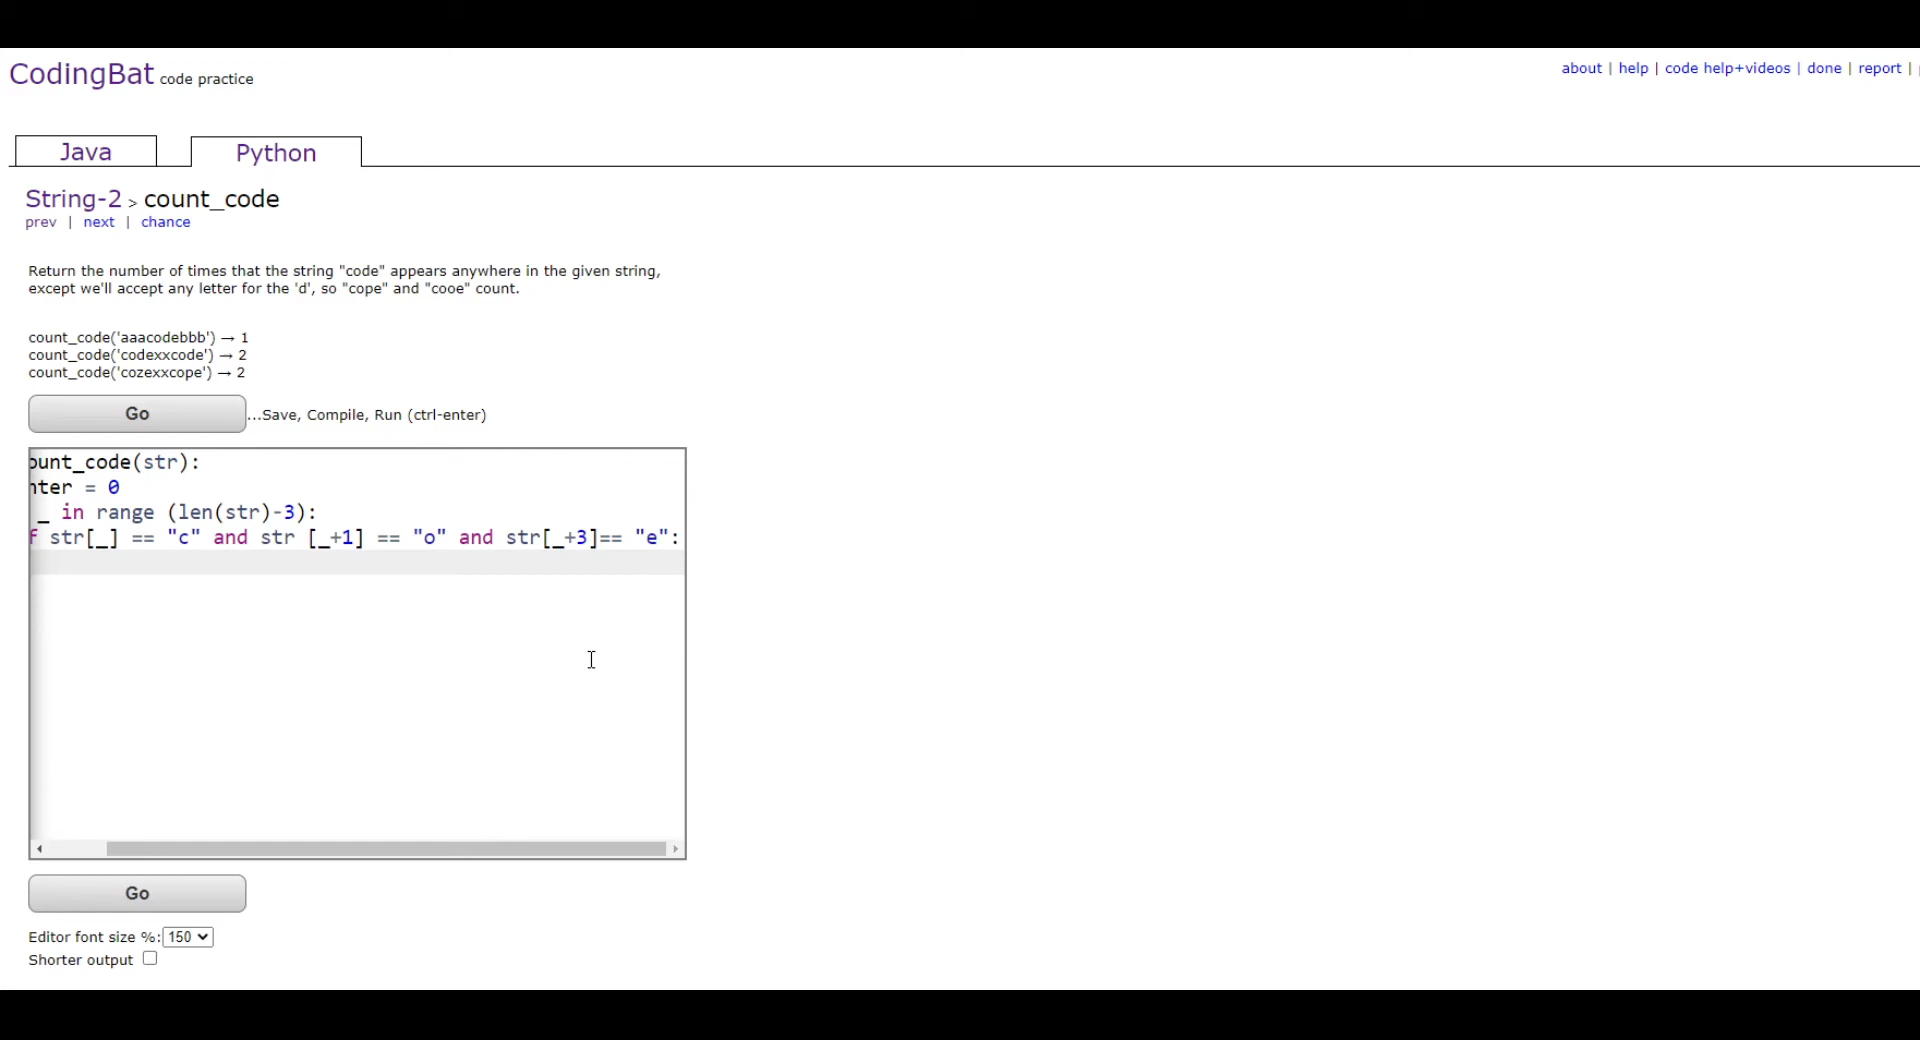 CodingBat code practice
about | help | code help+videos | done | report |
Java
Python
String-2 > count_code
prev | next | chance
Return the number of times that the string "code" appears anywhere in the given string,
except we'll accept any letter for the 'd', so "cope" and "cooe" count.
count_code('aaacodebbb') → 1
count_code('codexxcode') → 2
count_code('cozexxcope') → 2
Go ...Save, Compile, Run (ctrl-enter)
ount_code(str):
nter = 0
_ in range (len(str)-3):
f str[_] == "c" and str [_+1] == "o" and str[_+3]== "e":
Go
Editor font size %: 150
Shorter output